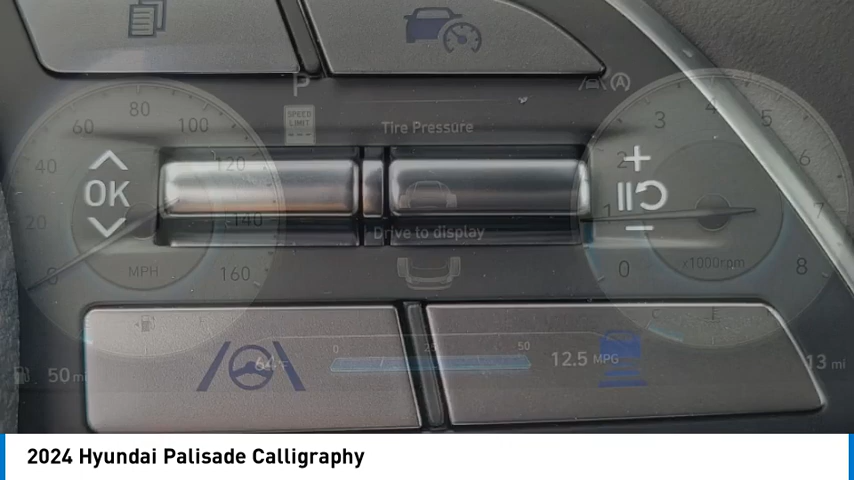 P
SPEED LIMIT
Tire Pressure
80
60
100
40
120
20
140
MPH
160
OK
+
−
Drive to display
3
4
5
2
6
1
7
0
8
x1000rpm
F
C
0
25
50
64°F
12.5 MPG
50 mi
13 mi
2024 Hyundai Palisade Calligraphy